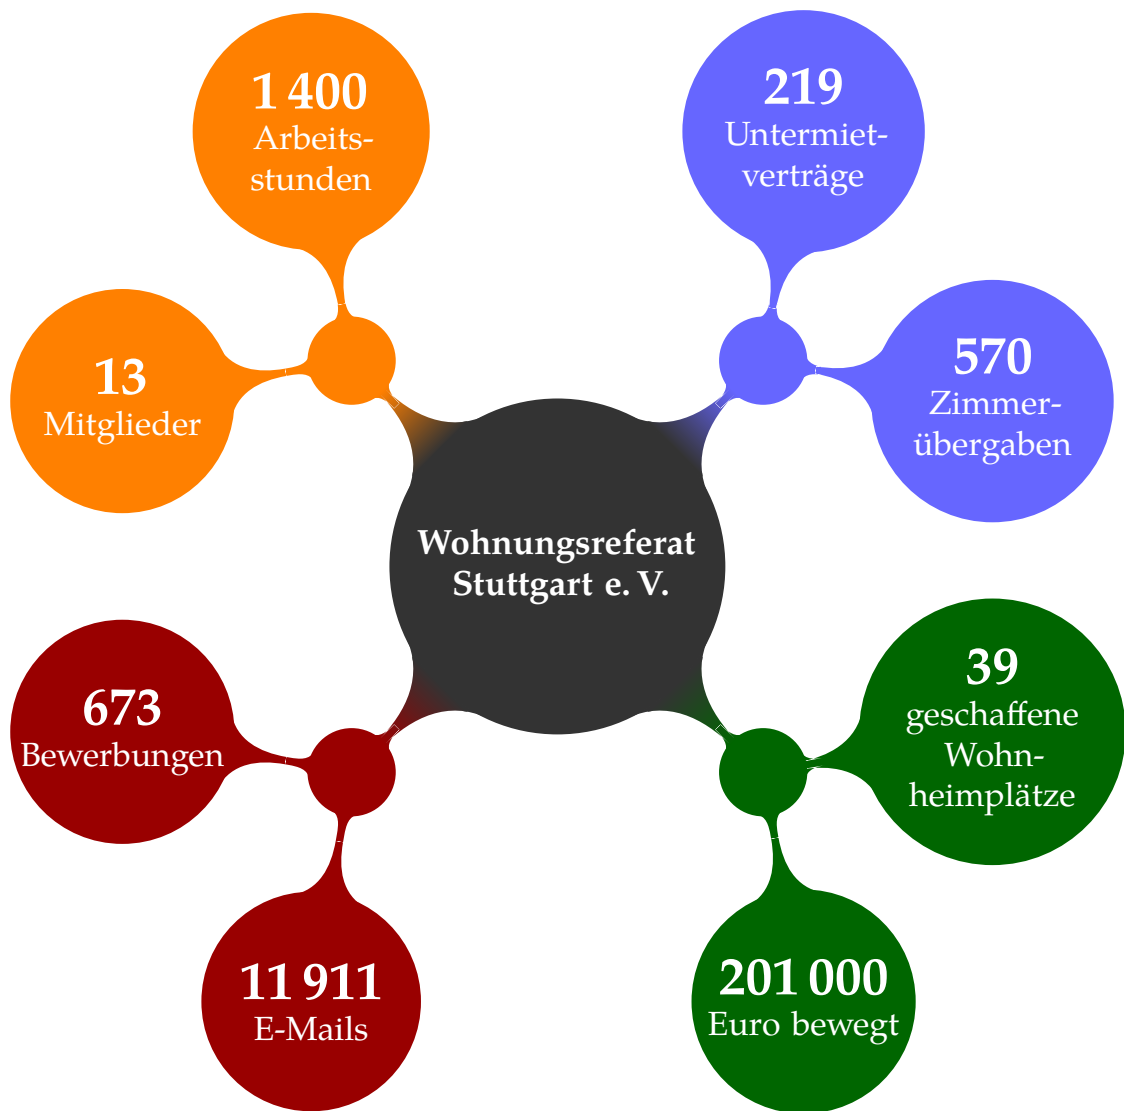 1 400
Arbeits-
stunden
219
Untermiet-
verträge
13
Mitglieder
570
Zimmer-
übergaben
Wohnungsreferat
Stuttgart e. V.
673
Bewerbungen
39
geschaffene
Wohn-
heimplätze
11 911
E-Mails
201 000
Euro bewegt